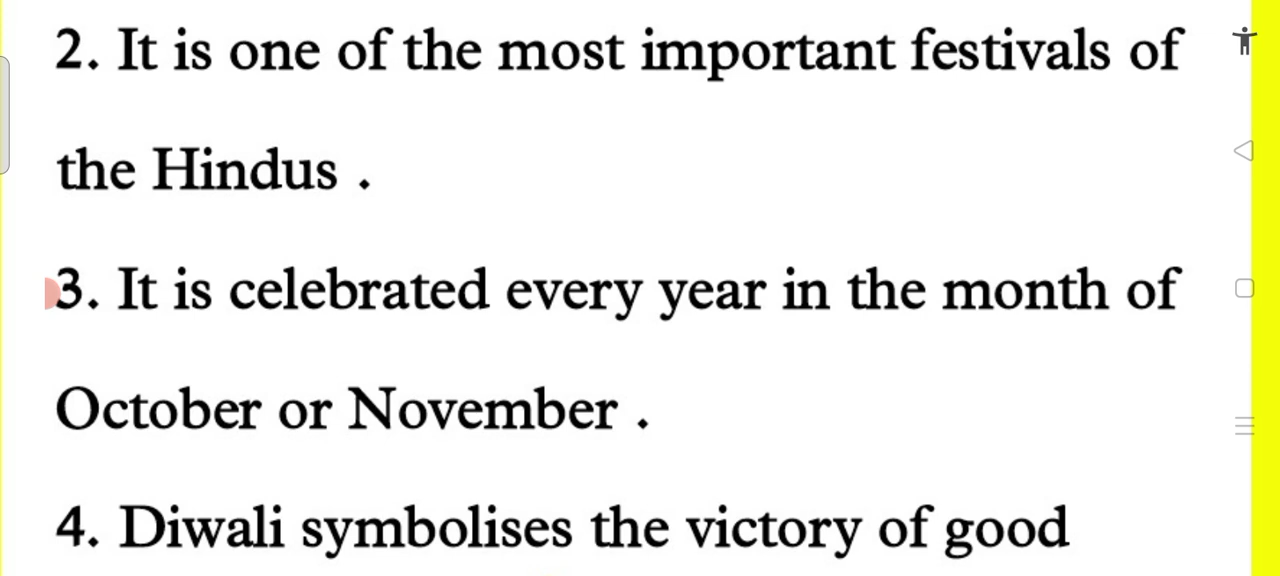 2. It is one of the most important festivals of
the Hindus .
3. It is celebrated every year in the month of
October or November .
4. Diwali symbolises the victory of good